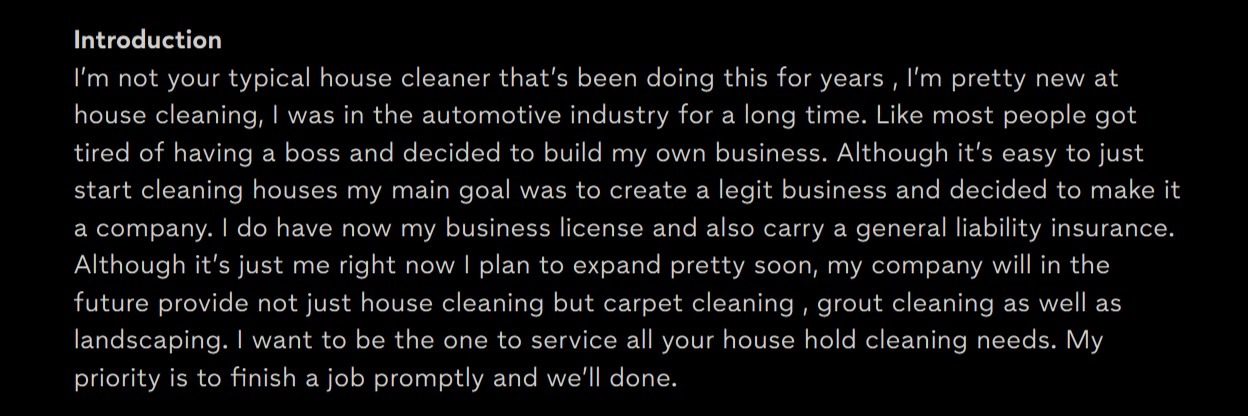 Introduction
I'm not your typical house cleaner that's been doing this for years , I'm pretty new at
house cleaning, I was in the automotive industry for a long time. Like most people got
tired of having a boss and decided to build my own business. Although it's easy to just
start cleaning houses my main goal was to create a legit business and decided to make it
a company. I do have now my business license and also carry a general liability insurance.
Although it's just me right now I plan to expand pretty soon, my company will in the
future provide not just house cleaning but carpet cleaning , grout cleaning as well as
landscaping. I want to be the one to service all your house hold cleaning needs. My
priority is to finish a job promptly and we'll done.